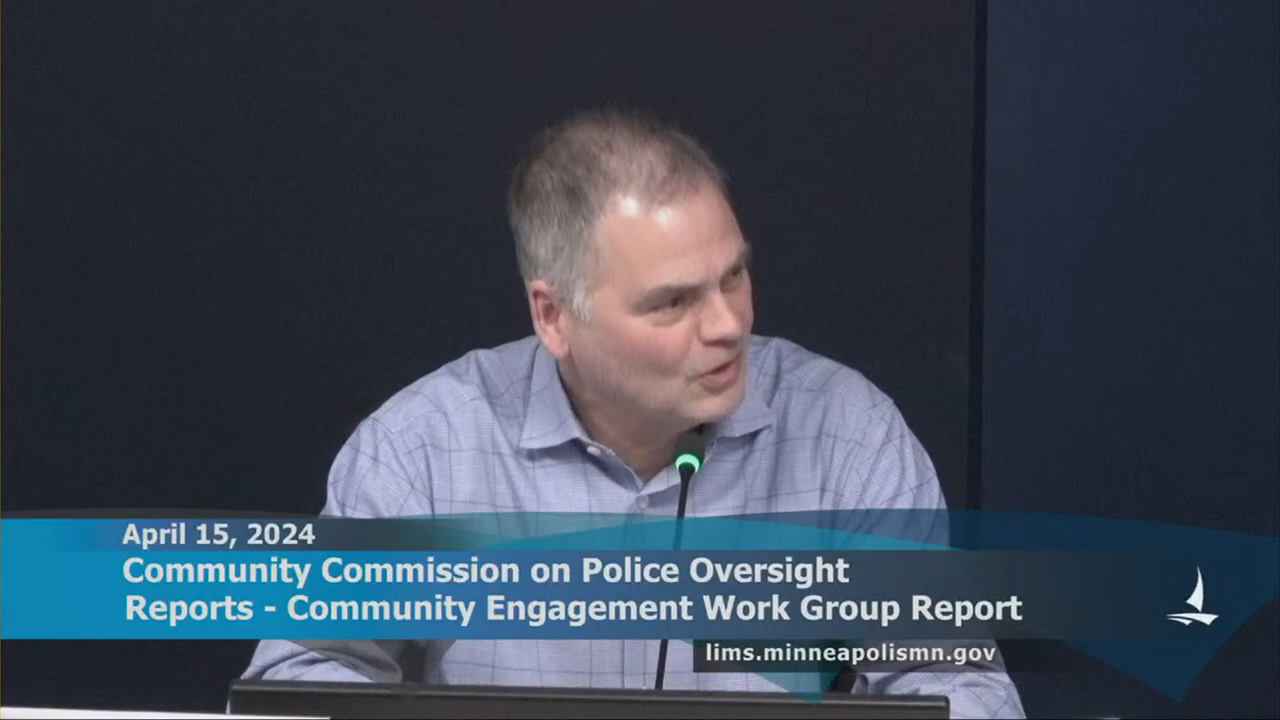 April 15, 2024
Community Commission on Police Oversight
Reports - Community Engagement Work Group Report
lims.minneapolismn.gov